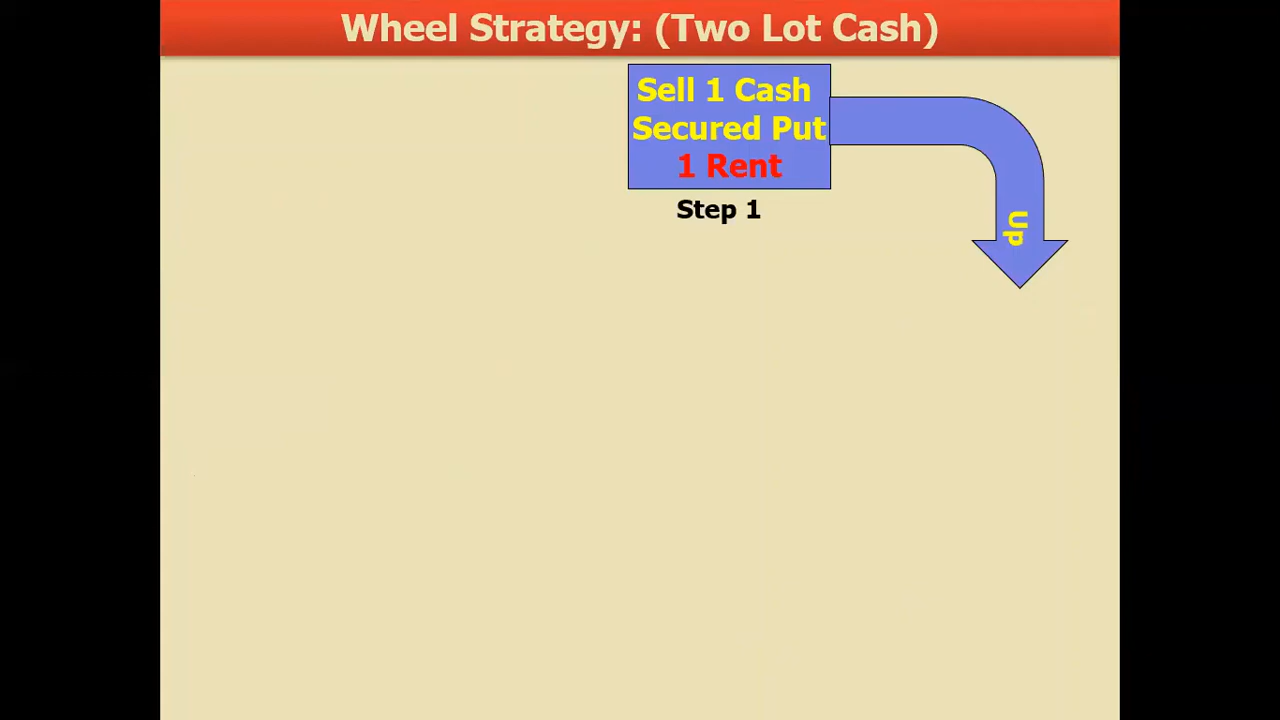 Wheel Strategy: (Two Lot Cash)
Sell 1 Cash
Secured Put
1 Rent
Step 1
Up